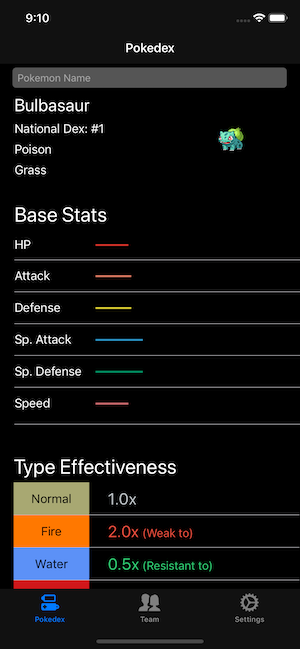 9:10
Pokedex
Pokemon Name
Bulbasaur
National Dex: #1
Poison
Grass
Base Stats
HP
Attack
Defense
Sp. Attack
Sp. Defense
Speed
Type Effectiveness
Normal 1.0x
Fire 2.0x (Weak to)
Water 0.5x (Resistant to)
Pokedex Team Settings